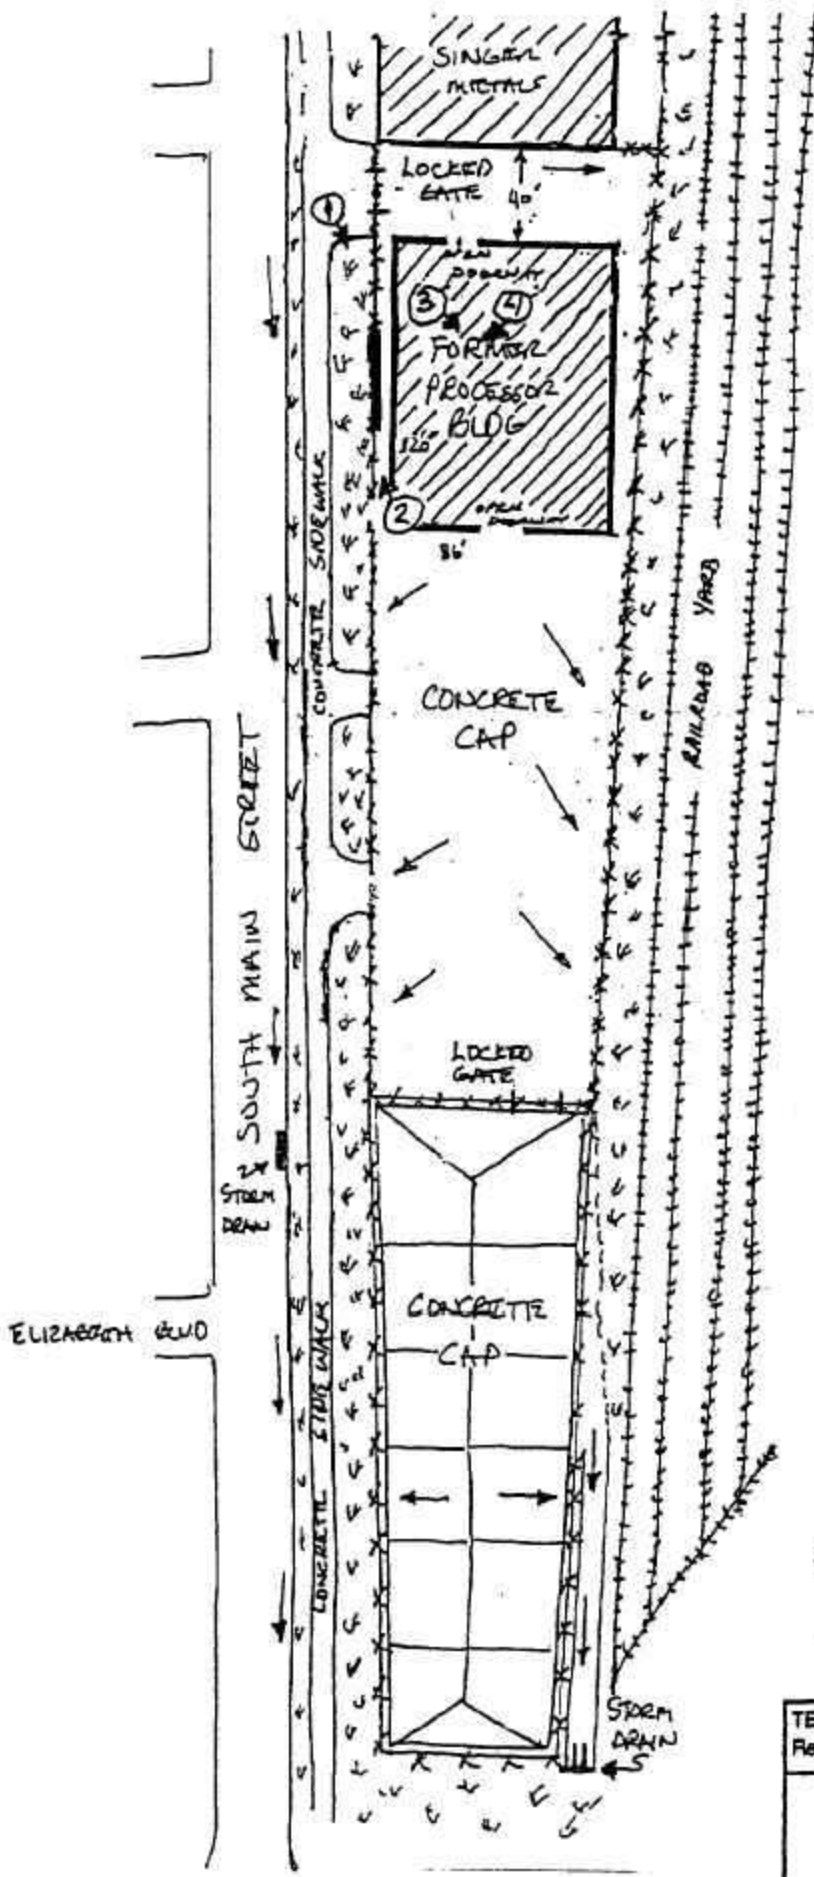 SINGER
METALS
LOCKED
GATE
40'
1
OPEN
DOORWAY
3
4
FORMER
PROCESSOR
BLDG
120'
2
OPEN
DOORWAY
86'
CONCRETE SIDEWALK
RAILROAD YARD
CONCRETE
CAP
SOUTH MAIN STREET
LOCKED
GATE
STORM
DRAIN
ELIZABETH BLVD
CONCRETE
CAP
CONCRETE SIDEWALK
STORM
DRAIN
TE
Re